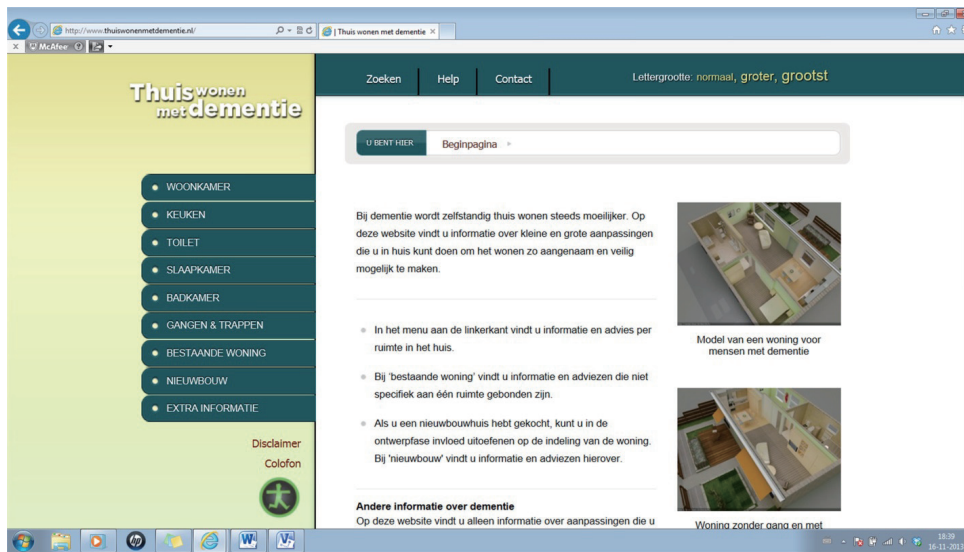 http://www.thuiswonenmetdementie.nl/
| Thuis wonen met dementie
x McAfee
Thuis wonen
met dementie
Zoeken Help Contact
Lettergrootte: normaal, groter, grootst
U BENT HIER Beginpagina
WOONKAMER
KEUKEN
TOILET
SLAAPKAMER
BADKAMER
GANGEN & TRAPPEN
BESTAANDE WONING
NIEUWBOUW
EXTRA INFORMATIE
Disclaimer
Colofon
Bij dementie wordt zelfstandig thuis wonen steeds moeilijker. Op
deze website vindt u informatie over kleine en grote aanpassingen
die u in huis kunt doen om het wonen zo aangenaam en veilig
mogelijk te maken.
In het menu aan de linkerkant vindt u informatie en advies per
ruimte in het huis.
Bij 'bestaande woning' vindt u informatie en adviezen die niet
specifiek aan één ruimte gebonden zijn.
Als u een nieuwbouwhuis hebt gekocht, kunt u in de
ontwerpfase invloed uitoefenen op de indeling van de woning.
Bij 'nieuwbouw' vindt u informatie en adviezen hierover.
Andere informatie over dementie
Op deze website vindt u alleen informatie over aanpassingen die u
Model van een woning voor
mensen met dementie
Woning zonder gang en met
hp
W
V
18:39
16-11-2013